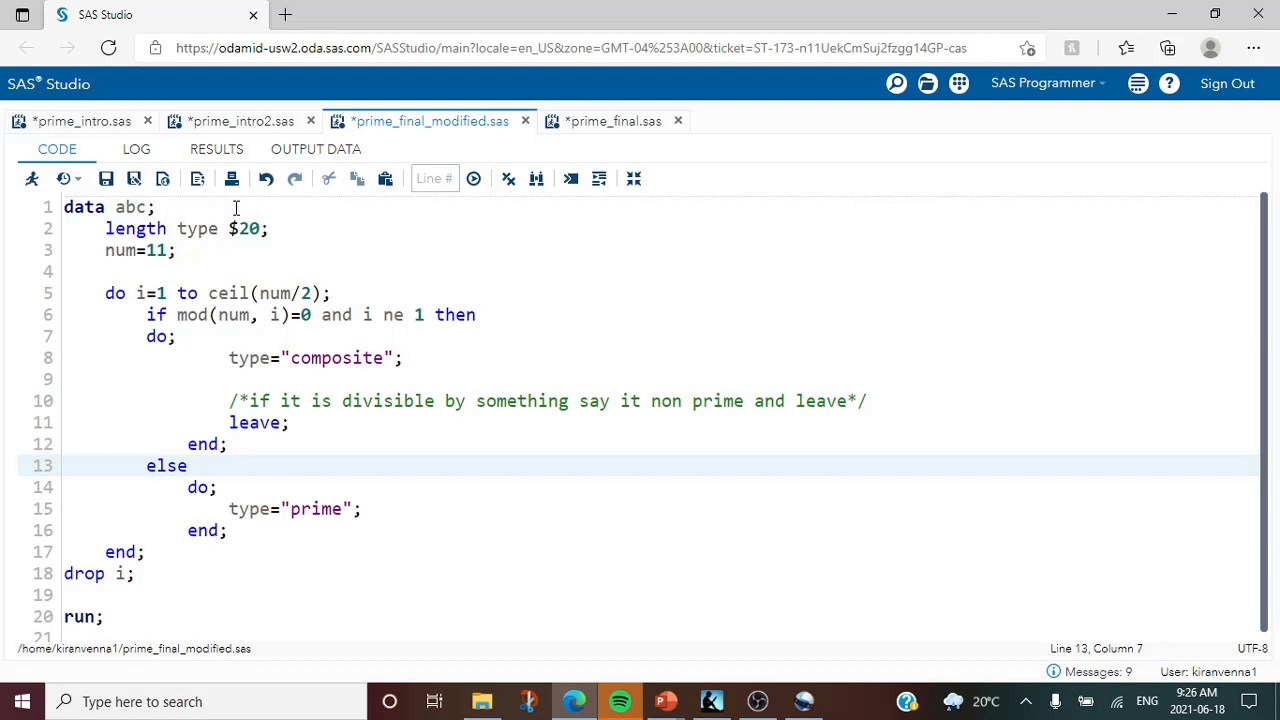 SAS Studio
https://odamid-usw2.oda.sas.com/SASStudio/main?locale=en_US&zone=GMT-04%253A00&ticket=ST-173-n11UekCmSuj2fzgg14GP-cas
SAS® Studio
SAS Programmer
Sign Out
*prime_intro.sas
*prime_intro2.sas
*prime_final_modified.sas
*prime_final.sas
CODE
LOG
RESULTS
OUTPUT DATA
Line #
1 data abc;
2 length type $20;
3 num=11;
4
5 do i=1 to ceil(num/2);
6 if mod(num, i)=0 and i ne 1 then
7 do;
8 type="composite";
9
10 /*if it is divisible by something say it non prime and leave*/
11 leave;
12 end;
13 else
14 do;
15 type="prime";
16 end;
17 end;
18 drop i;
19
20 run;
21
/home/kiranvenna1/prime_final_modified.sas
Line 13, Column 7
UTF-8
Messages: 9
User: kiranvenna1
Type here to search
20°C
ENG
9:26 AM
2021-06-18